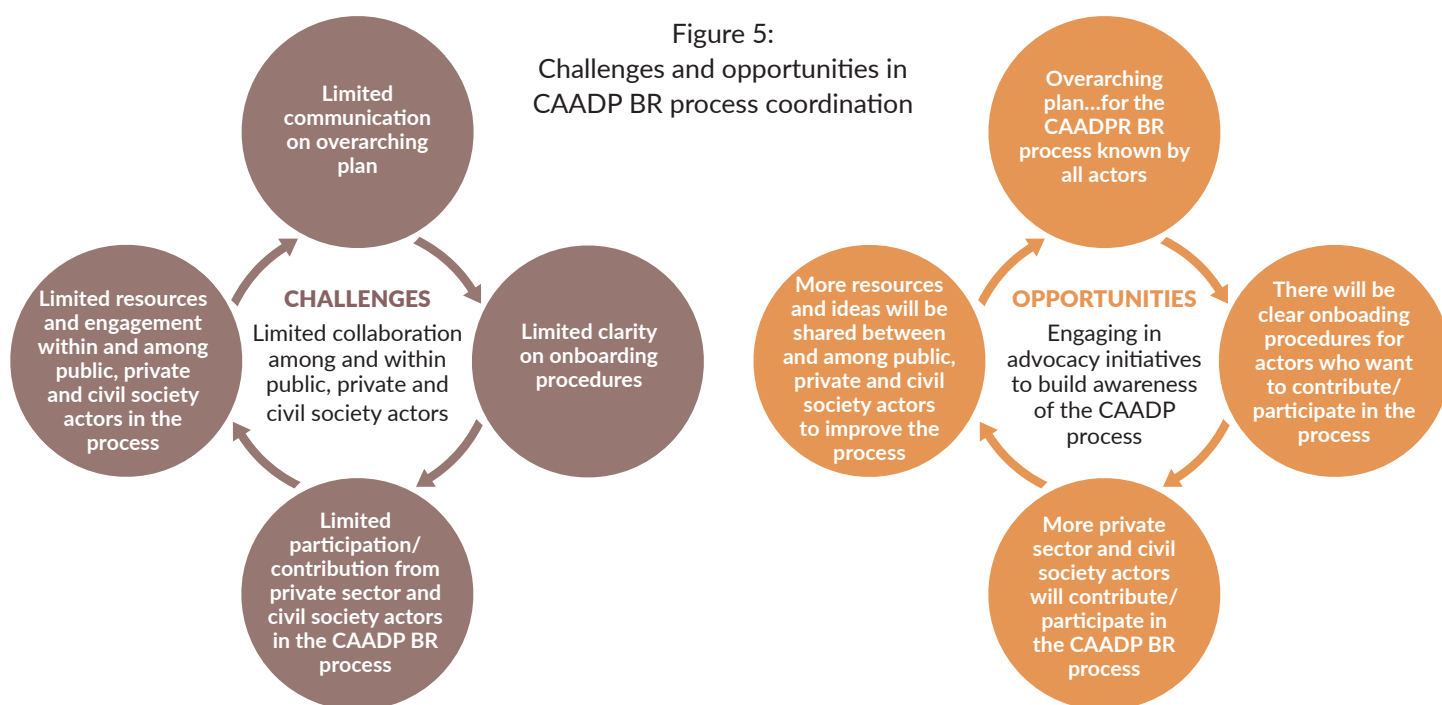 Figure 5:
Challenges and opportunities in
CAADP BR process coordination
Limited
communication
on overarching
plan
Limited resources
and engagement
within and among
public, private
and civil society
actors in the
process
CHALLENGES
Limited collaboration
among and within
public, private and
civil society actors
Limited clarity
on onboarding
procedures
Limited
participation/
contribution from
private sector and
civil society actors
in the CAADP BR
process
Overarching
plan...for the
CAADPR BR
process known by
all actors
More resources
and ideas will be
shared between
and among public,
private and civil
society actors
to improve the
process
OPPORTUNITIES
Engaging in
advocacy initiatives
to build awareness
of the CAADP
process
There will be
clear onboading
procedures for
actors who want
to contribute/
participate in the
process
More private
sector and civil
society actors
will contribute/
participate in
the CAADP BR
process